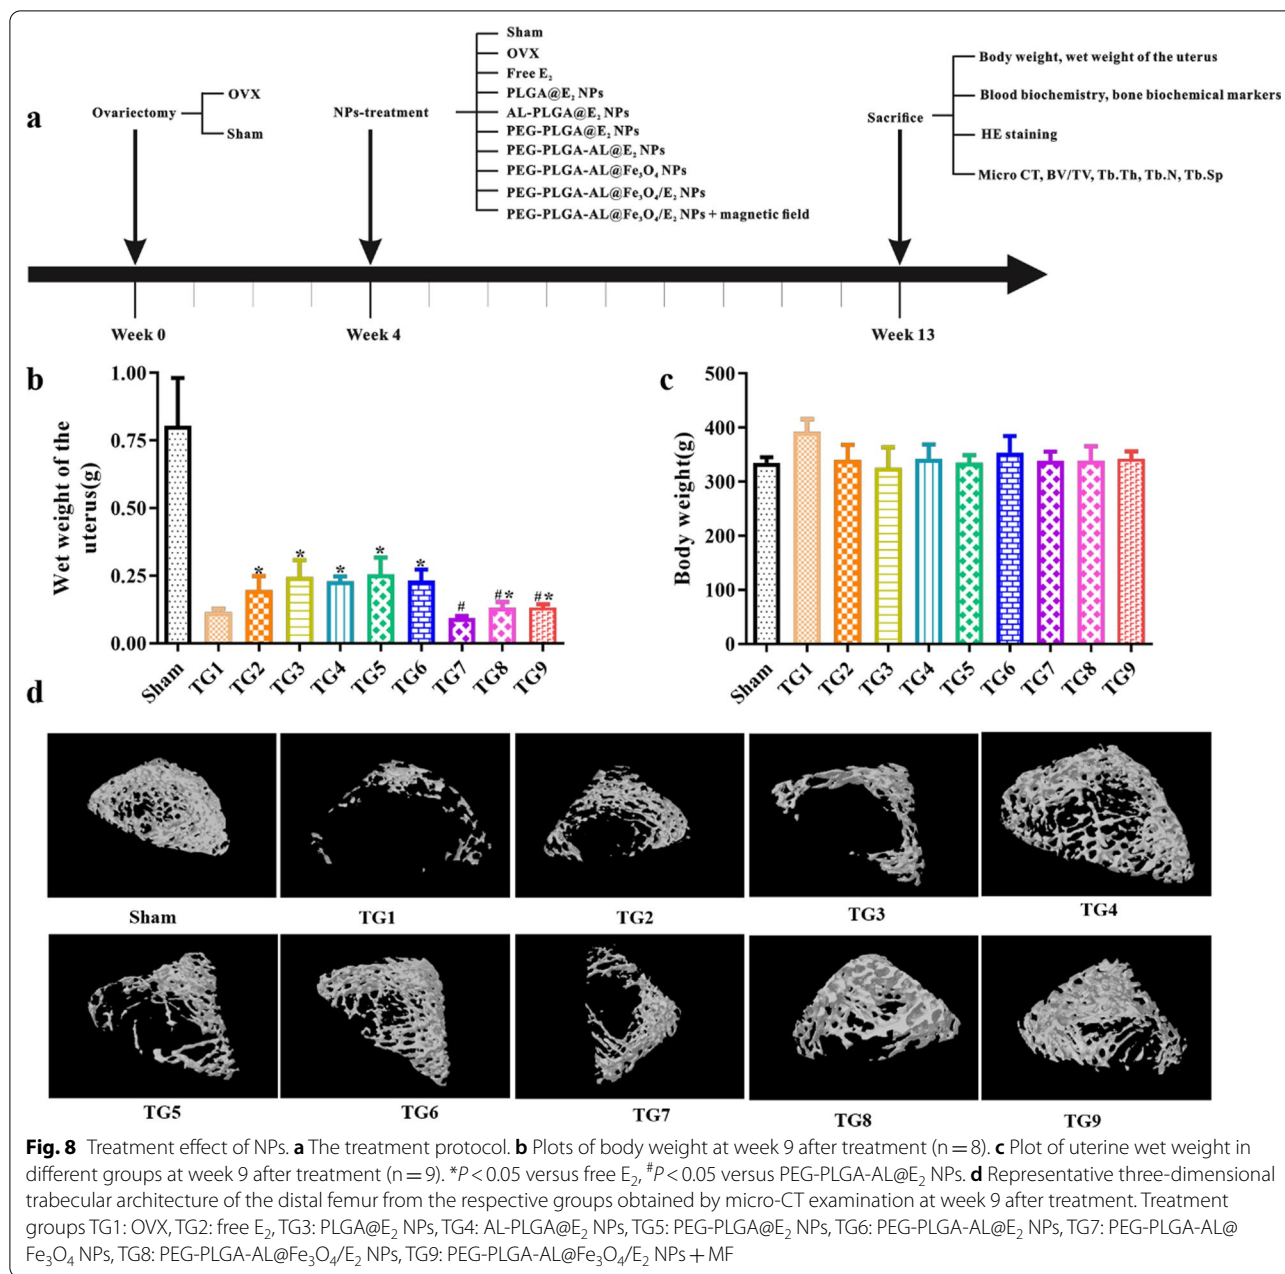 a
Ovariectomy
OVX
Sham
NPs-treatment
Sham
OVX
Free E₂
PLGA@E₂ NPs
AL-PLGA@E₂ NPs
PEG-PLGA@E₂ NPs
PEG-PLGA-AL@E₂ NPs
PEG-PLGA-AL@Fe₃O₄ NPs
PEG-PLGA-AL@Fe₃O₄/E₂ NPs
PEG-PLGA-AL@Fe₃O₄/E₂ NPs + magnetic field
Sacrifice
Body weight, wet weight of the uterus
Blood biochemistry, bone biochemical markers
HE staining
Micro CT, BV/TV, Tb.Th, Tb.N, Tb.Sp
Week 0
Week 4
Week 13
b
Wet weight of the
uterus(g)
1.00
0.75
0.50
0.25
0.00
* * * * * # #* #*
Sham TG1 TG2 TG3 TG4 TG5 TG6 TG7 TG8 TG9
c
Body weight(g)
500
400
300
200
100
0
Sham TG1 TG2 TG3 TG4 TG5 TG6 TG7 TG8 TG9
d
Sham TG1 TG2 TG3 TG4
TG5 TG6 TG7 TG8 TG9
Fig. 8 Treatment effect of NPs. a The treatment protocol. b Plots of body weight at week 9 after treatment (n = 8). c Plot of uterine wet weight in
different groups at week 9 after treatment (n = 9). *P < 0.05 versus free E₂, #P < 0.05 versus PEG-PLGA-AL@E₂ NPs. d Representative three-dimensional
trabecular architecture of the distal femur from the respective groups obtained by micro-CT examination at week 9 after treatment. Treatment
groups TG1: OVX, TG2: free E₂, TG3: PLGA@E₂ NPs, TG4: AL-PLGA@E₂ NPs, TG5: PEG-PLGA@E₂ NPs, TG6: PEG-PLGA-AL@E₂ NPs, TG7: PEG-PLGA-AL@
Fe₃O₄ NPs, TG8: PEG-PLGA-AL@Fe₃O₄/E₂ NPs, TG9: PEG-PLGA-AL@Fe₃O₄/E₂ NPs + MF